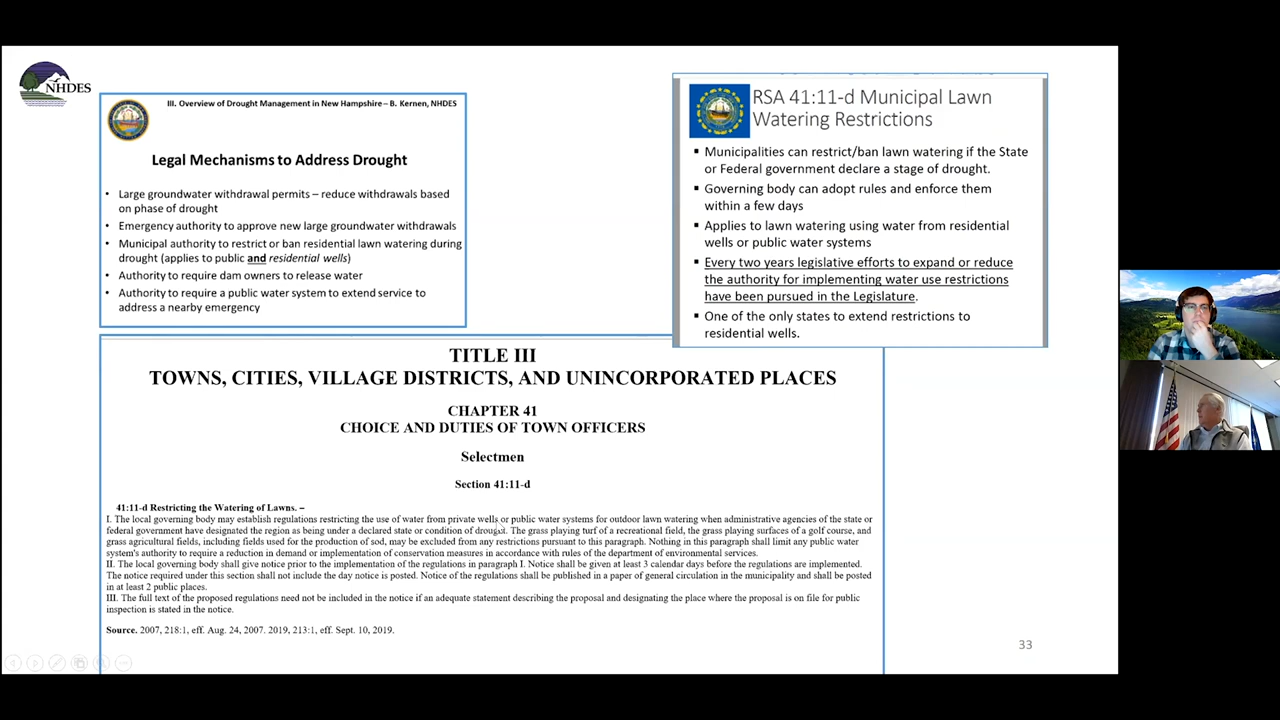 NHDES
III. Overview of Drought Management in New Hampshire – B. Kernen, NHDES
Legal Mechanisms to Address Drought
• Large groundwater withdrawal permits – reduce withdrawals based
on phase of drought
• Emergency authority to approve new large groundwater withdrawals
• Municipal authority to restrict or ban residential lawn watering during
drought (applies to public and residential wells)
• Authority to require dam owners to release water
• Authority to require a public water system to extend service to
address a nearby emergency
RSA 41:11-d Municipal Lawn
Watering Restrictions
▪ Municipalities can restrict/ban lawn watering if the State
or Federal government declare a stage of drought.
▪ Governing body can adopt rules and enforce them
within a few days
▪ Applies to lawn watering using water from residential
wells or public water systems
▪ Every two years legislative efforts to expand or reduce
the authority for implementing water use restrictions
have been pursued in the Legislature.
▪ One of the only states to extend restrictions to
residential wells.
TITLE III
TOWNS, CITIES, VILLAGE DISTRICTS, AND UNINCORPORATED PLACES
CHAPTER 41
CHOICE AND DUTIES OF TOWN OFFICERS
Selectmen
Section 41:11-d
41:11-d Restricting the Watering of Lawns. –
I. The local governing body may establish regulations restricting the use of water from private wells or public water systems for outdoor lawn watering when administrative agencies of the state or
federal government have designated the region as being under a declared state or condition of drought. The grass playing turf of a recreational field, the grass playing surfaces of a golf course, and
grass agricultural fields, including fields used for the production of sod, may be excluded from any restrictions pursuant to this paragraph. Nothing in this paragraph shall limit any public water
system's authority to require a reduction in demand or implementation of conservation measures in accordance with rules of the department of environmental services.
II. The local governing body shall give notice prior to the implementation of the regulations in paragraph I. Notice shall be given at least 3 calendar days before the regulations are implemented.
The notice required under this section shall not include the day notice is posted. Notice of the regulations shall be published in a paper of general circulation in the municipality and shall be posted
in at least 2 public places.
III. The full text of the proposed regulations need not be included in the notice if an adequate statement describing the proposal and designating the place where the proposal is on file for public
inspection is stated in the notice.
Source. 2007, 218:1, eff. Aug. 24, 2007. 2019, 213:1, eff. Sept. 10, 2019.
33